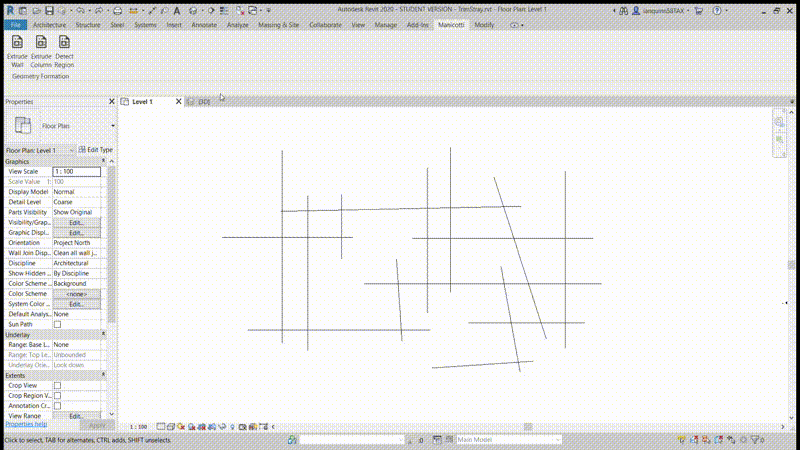 Autodesk Revit 2020 - STUDENT VERSION - TrimStray.rvt - Floor Plan: Level 1
ianquins58TAX
File Architecture Structure Steel Systems Insert Annotate Analyze Massing & Site Collaborate View Manage Add-Ins Manicotti Modify
Extrude Wall
Extrude Column
Detect Region
Geometry Formation
Properties
Level 1
{3D}
Floor Plan
Floor Plan: Level 1
Edit Type
Graphics
View Scale 1 : 100
Scale Value 1: 100
Display Model Normal
Detail Level Coarse
Parts Visibility Show Original
Visibility/Grap... Edit...
Graphic Displ... Edit...
Orientation Project North
Wall Join Disp... Clean all wall j...
Discipline Architectural
Show Hidden ... By Discipline
Color Scheme ... Background
Color Scheme <none>
System Color ... Edit...
Default Analys... None
Sun Path
Underlay
Range: Base L... None
Range: Top Le... Unbounded
Underlay Orie... Look down
Extents
Crop View
Crop Region V...
Annotation Cr...
View Range Edit...
Properties help
Apply
1 : 100
Click to select, TAB for alternates, CTRL adds, SHIFT unselects.
:0
Main Model
:0